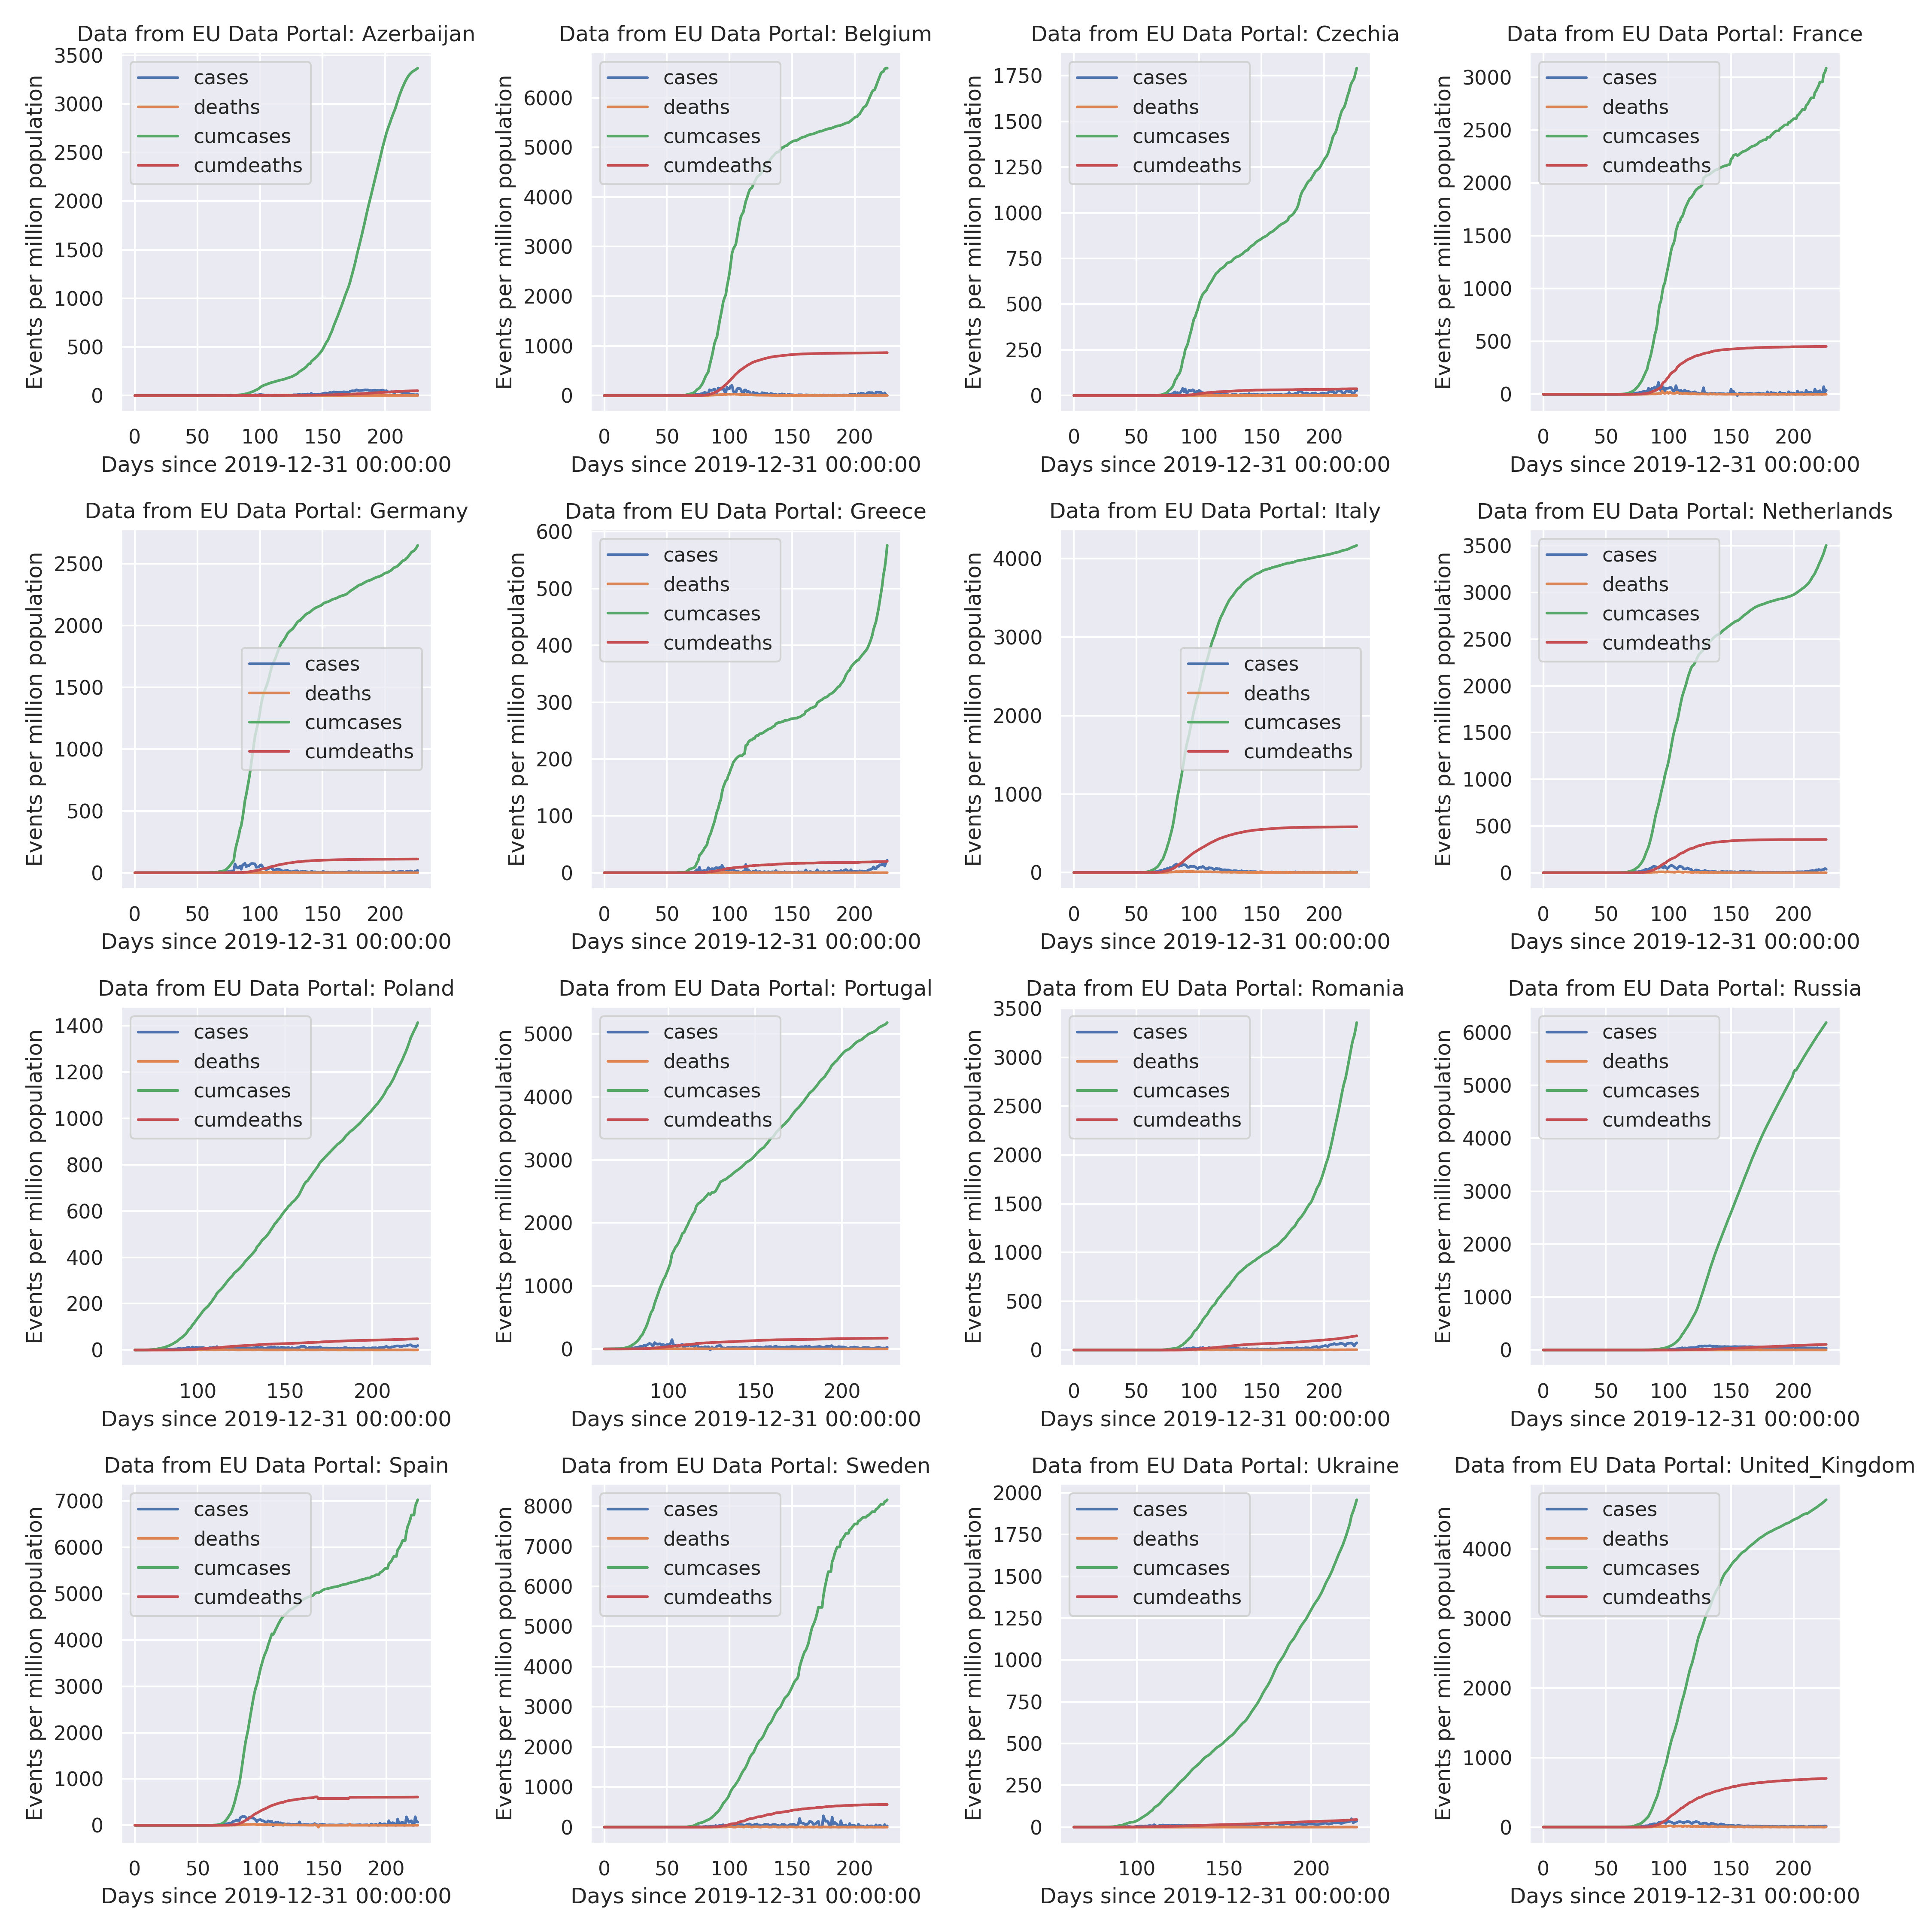 Data from EU Data Portal: Azerbaijan
Events per million population
3500
3000
2500
2000
1500
1000
500
0
cases
deaths
cumcases
cumdeaths
0 50 100 150 200
Days since 2019-12-31 00:00:00
Data from EU Data Portal: Belgium
Events per million population
6000
5000
4000
3000
2000
1000
0
cases
deaths
cumcases
cumdeaths
0 50 100 150 200
Days since 2019-12-31 00:00:00
Data from EU Data Portal: Czechia
Events per million population
1750
1500
1250
1000
750
500
250
0
cases
deaths
cumcases
cumdeaths
0 50 100 150 200
Days since 2019-12-31 00:00:00
Data from EU Data Portal: France
Events per million population
3000
2500
2000
1500
1000
500
0
cases
deaths
cumcases
cumdeaths
0 50 100 150 200
Days since 2019-12-31 00:00:00
Data from EU Data Portal: Germany
Events per million population
2500
2000
1500
1000
500
0
cases
deaths
cumcases
cumdeaths
0 50 100 150 200
Days since 2019-12-31 00:00:00
Data from EU Data Portal: Greece
Events per million population
600
500
400
300
200
100
0
cases
deaths
cumcases
cumdeaths
0 50 100 150 200
Days since 2019-12-31 00:00:00
Data from EU Data Portal: Italy
Events per million population
4000
3000
2000
1000
0
cases
deaths
cumcases
cumdeaths
0 50 100 150 200
Days since 2019-12-31 00:00:00
Data from EU Data Portal: Netherlands
Events per million population
3500
3000
2500
2000
1500
1000
500
0
cases
deaths
cumcases
cumdeaths
0 50 100 150 200
Days since 2019-12-31 00:00:00
Data from EU Data Portal: Poland
Events per million population
1400
1200
1000
800
600
400
200
0
cases
deaths
cumcases
cumdeaths
100 150 200
Days since 2019-12-31 00:00:00
Data from EU Data Portal: Portugal
Events per million population
5000
4000
3000
2000
1000
0
cases
deaths
cumcases
cumdeaths
100 150 200
Days since 2019-12-31 00:00:00
Data from EU Data Portal: Romania
Events per million population
3500
3000
2500
2000
1500
1000
500
0
cases
deaths
cumcases
cumdeaths
0 50 100 150 200
Days since 2019-12-31 00:00:00
Data from EU Data Portal: Russia
Events per million population
6000
5000
4000
3000
2000
1000
0
cases
deaths
cumcases
cumdeaths
0 50 100 150 200
Days since 2019-12-31 00:00:00
Data from EU Data Portal: Spain
Events per million population
7000
6000
5000
4000
3000
2000
1000
0
cases
deaths
cumcases
cumdeaths
0 50 100 150 200
Days since 2019-12-31 00:00:00
Data from EU Data Portal: Sweden
Events per million population
8000
7000
6000
5000
4000
3000
2000
1000
0
cases
deaths
cumcases
cumdeaths
0 50 100 150 200
Days since 2019-12-31 00:00:00
Data from EU Data Portal: Ukraine
Events per million population
2000
1750
1500
1250
1000
750
500
250
0
cases
deaths
cumcases
cumdeaths
100 150 200
Days since 2019-12-31 00:00:00
Data from EU Data Portal: United_Kingdom
Events per million population
4000
3000
2000
1000
0
cases
deaths
cumcases
cumdeaths
0 50 100 150 200
Days since 2019-12-31 00:00:00